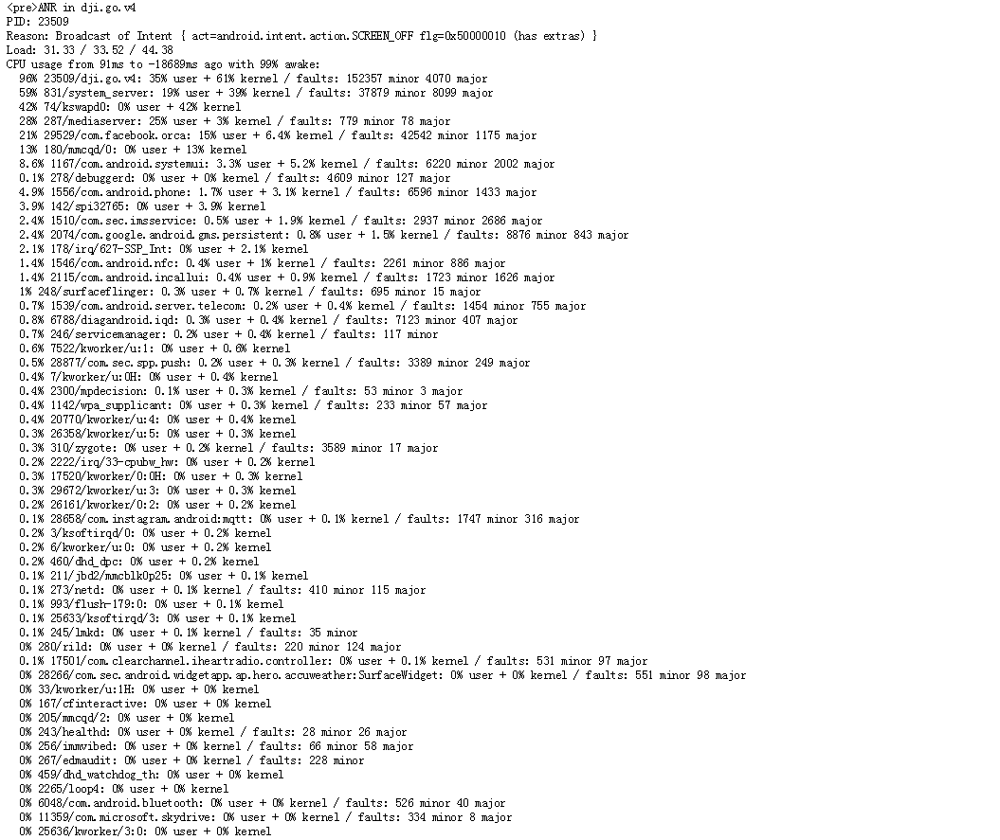 <pre>ANR in dji.go.v4
PID: 23509
Reason: Broadcast of Intent { act=android.intent.action.SCREEN_OFF flg=0x50000010 (has extras) }
Load: 31.33 / 33.52 / 44.38
CPU usage from 91ms to -18689ms ago with 99% awake:
96% 23509/dji.go.v4: 35% user + 61% kernel / faults: 152357 minor 4070 major
59% 831/system_server: 19% user + 39% kernel / faults: 37879 minor 8099 major
42% 74/kswapd0: 0% user + 42% kernel
28% 287/mediaserver: 25% user + 3% kernel / faults: 779 minor 78 major
21% 29529/com.facebook.orca: 15% user + 6.4% kernel / faults: 42542 minor 1175 major
13% 180/mmcqd/0: 0% user + 13% kernel
8.6% 1167/com.android.systemui: 3.3% user + 5.2% kernel / faults: 6220 minor 2002 major
0.1% 278/debuggerd: 0% user + 0% kernel / faults: 4609 minor 127 major
4.9% 1556/com.android.phone: 1.7% user + 3.1% kernel / faults: 6596 minor 1433 major
3.9% 142/spi32765: 0% user + 3.9% kernel
2.4% 1510/com.sec.imsservice: 0.5% user + 1.9% kernel / faults: 2937 minor 2686 major
2.4% 2074/com.google.android.gms.persistent: 0.8% user + 1.5% kernel / faults: 8876 minor 843 major
2.1% 178/irq/627-SSP_Int: 0% user + 2.1% kernel
1.4% 1546/com.android.nfc: 0.4% user + 1% kernel / faults: 2261 minor 886 major
1.4% 2115/com.android.incallui: 0.4% user + 0.9% kernel / faults: 1723 minor 1626 major
1% 248/surfaceflinger: 0.3% user + 0.7% kernel / faults: 695 minor 15 major
0.7% 1539/com.android.server.telecom: 0.2% user + 0.4% kernel / faults: 1454 minor 755 major
0.8% 6788/diagandroid.iqd: 0.3% user + 0.4% kernel / faults: 7123 minor 407 major
0.7% 246/servicemanager: 0.2% user + 0.4% kernel / faults: 117 minor
0.6% 7522/kworker/u:1: 0% user + 0.6% kernel
0.5% 28877/com.sec.spp.push: 0.2% user + 0.3% kernel / faults: 3389 minor 249 major
0.4% 7/kworker/u:0H: 0% user + 0.4% kernel
0.4% 2300/mpdecision: 0.1% user + 0.3% kernel / faults: 53 minor 3 major
0.4% 1142/wpa_supplicant: 0% user + 0.3% kernel / faults: 233 minor 57 major
0.4% 20770/kworker/u:4: 0% user + 0.4% kernel
0.3% 26358/kworker/u:5: 0% user + 0.3% kernel
0.3% 310/zygote: 0% user + 0.2% kernel / faults: 3589 minor 17 major
0.2% 2222/irq/33-cpubw_hw: 0% user + 0.2% kernel
0.3% 17520/kworker/0:0H: 0% user + 0.3% kernel
0.3% 29672/kworker/u:3: 0% user + 0.3% kernel
0.2% 26161/kworker/0:2: 0% user + 0.2% kernel
0.1% 28658/com.instagram.android:mqtt: 0% user + 0.1% kernel / faults: 1747 minor 316 major
0.2% 3/ksoftirqd/0: 0% user + 0.2% kernel
0.2% 6/kworker/u:0: 0% user + 0.2% kernel
0.2% 460/dhd_dpc: 0% user + 0.2% kernel
0.1% 211/jbd2/mmcblk0p25: 0% user + 0.1% kernel
0.1% 273/netd: 0% user + 0.1% kernel / faults: 410 minor 115 major
0.1% 993/flush-179:0: 0% user + 0.1% kernel
0.1% 25633/ksoftirqd/3: 0% user + 0.1% kernel
0.1% 245/lmkd: 0% user + 0.1% kernel / faults: 35 minor
0% 280/rild: 0% user + 0% kernel / faults: 220 minor 124 major
0.1% 17501/com.clearchannel.iheartradio.controller: 0% user + 0.1% kernel / faults: 531 minor 97 major
0% 28266/com.sec.android.widgetapp.ap.hero.accuweather:SurfaceWidget: 0% user + 0% kernel / faults: 551 minor 98 major
0% 33/kworker/u:1H: 0% user + 0% kernel
0% 167/cfinteractive: 0% user + 0% kernel
0% 205/mmcqd/2: 0% user + 0% kernel
0% 243/healthd: 0% user + 0% kernel / faults: 28 minor 26 major
0% 256/immvibed: 0% user + 0% kernel / faults: 66 minor 58 major
0% 267/edmaudit: 0% user + 0% kernel / faults: 228 minor
0% 459/dhd_watchdog_th: 0% user + 0% kernel
0% 2265/loop4: 0% user + 0% kernel
0% 6048/com.android.bluetooth: 0% user + 0% kernel / faults: 526 minor 40 major
0% 11359/com.microsoft.skydrive: 0% user + 0% kernel / faults: 334 minor 8 major
0% 25636/kworker/3:0: 0% user + 0% kernel